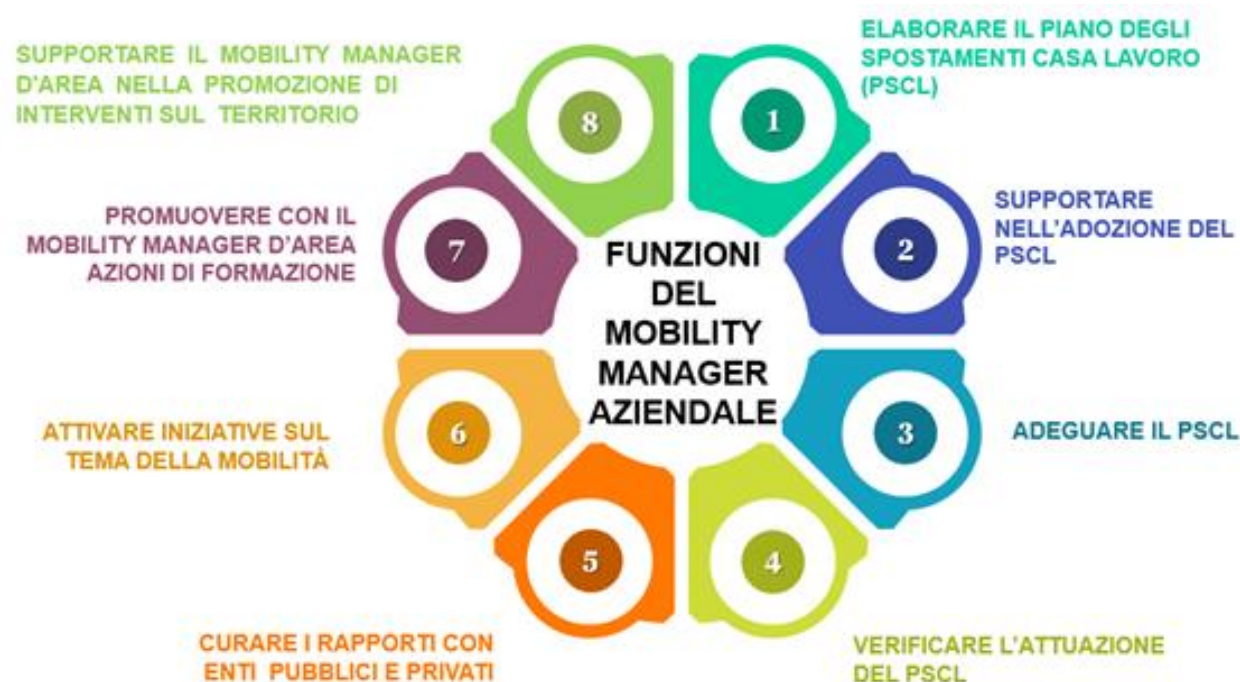 FUNZIONI
DEL
MOBILITY
MANAGER
AZIENDALE
1
ELABORARE IL PIANO DEGLI
SPOSTAMENTI CASA LAVORO
(PSCL)
2
SUPPORTARE
NELL'ADOZIONE DEL
PSCL
3
ADEGUARE IL PSCL
4
VERIFICARE L'ATTUAZIONE
DEL PSCL
5
CURARE I RAPPORTI CON
ENTI PUBBLICI E PRIVATI
6
ATTIVARE INIZIATIVE SUL
TEMA DELLA MOBILITÀ
7
PROMUOVERE CON IL
MOBILITY MANAGER D'AREA
AZIONI DI FORMAZIONE
8
SUPPORTARE IL MOBILITY MANAGER
D'AREA NELLA PROMOZIONE DI
INTERVENTI SUL TERRITORIO